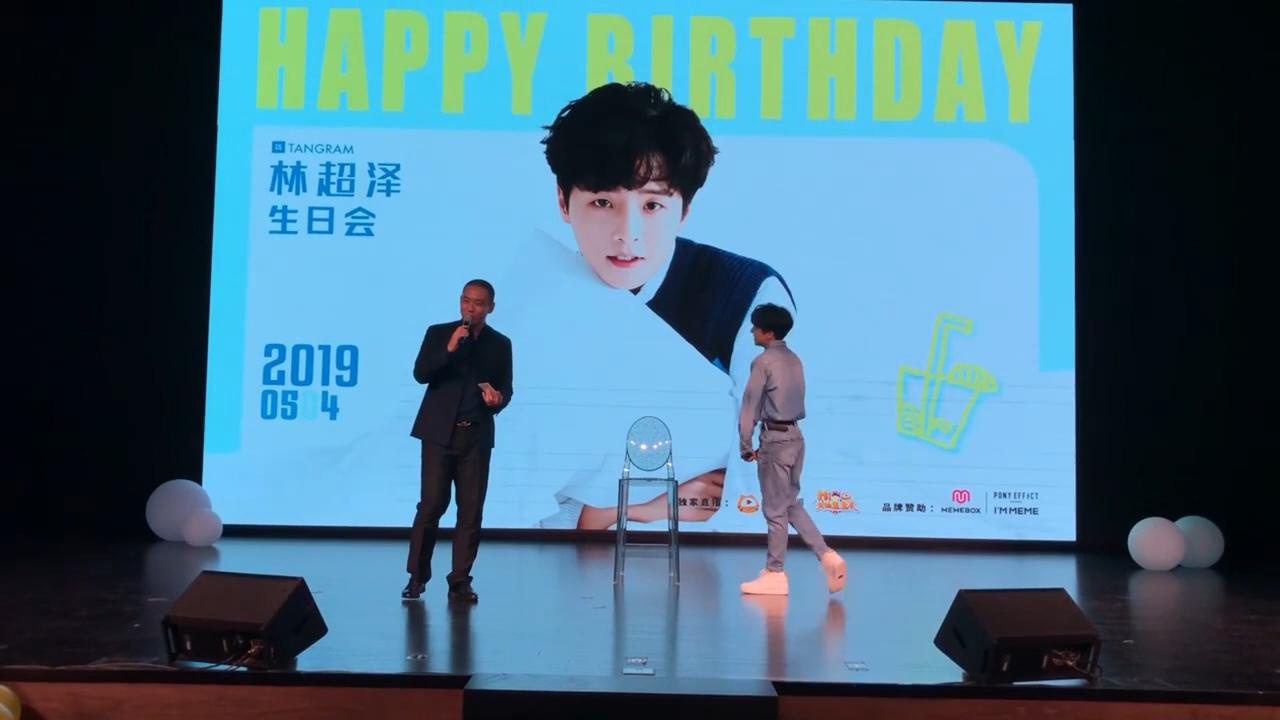 HAPPY BIRTHDAY
TANGRAM
林超泽
生日会
2019
0504
独家直播：
品牌赞助：
MEMEBOX
PONY EFFECT
I'M MEME